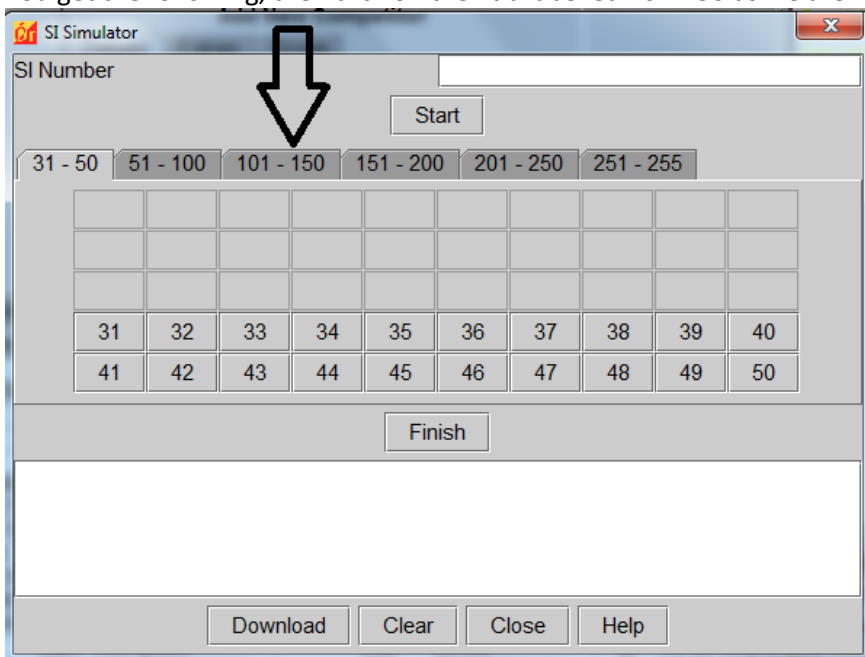 SI Simulator
SI Number
Start
31 - 50 51 - 100 101 - 150 151 - 200 201 - 250 251 - 255
31 32 33 34 35 36 37 38 39 40
41 42 43 44 45 46 47 48 49 50
Finish
Download Clear Close Help